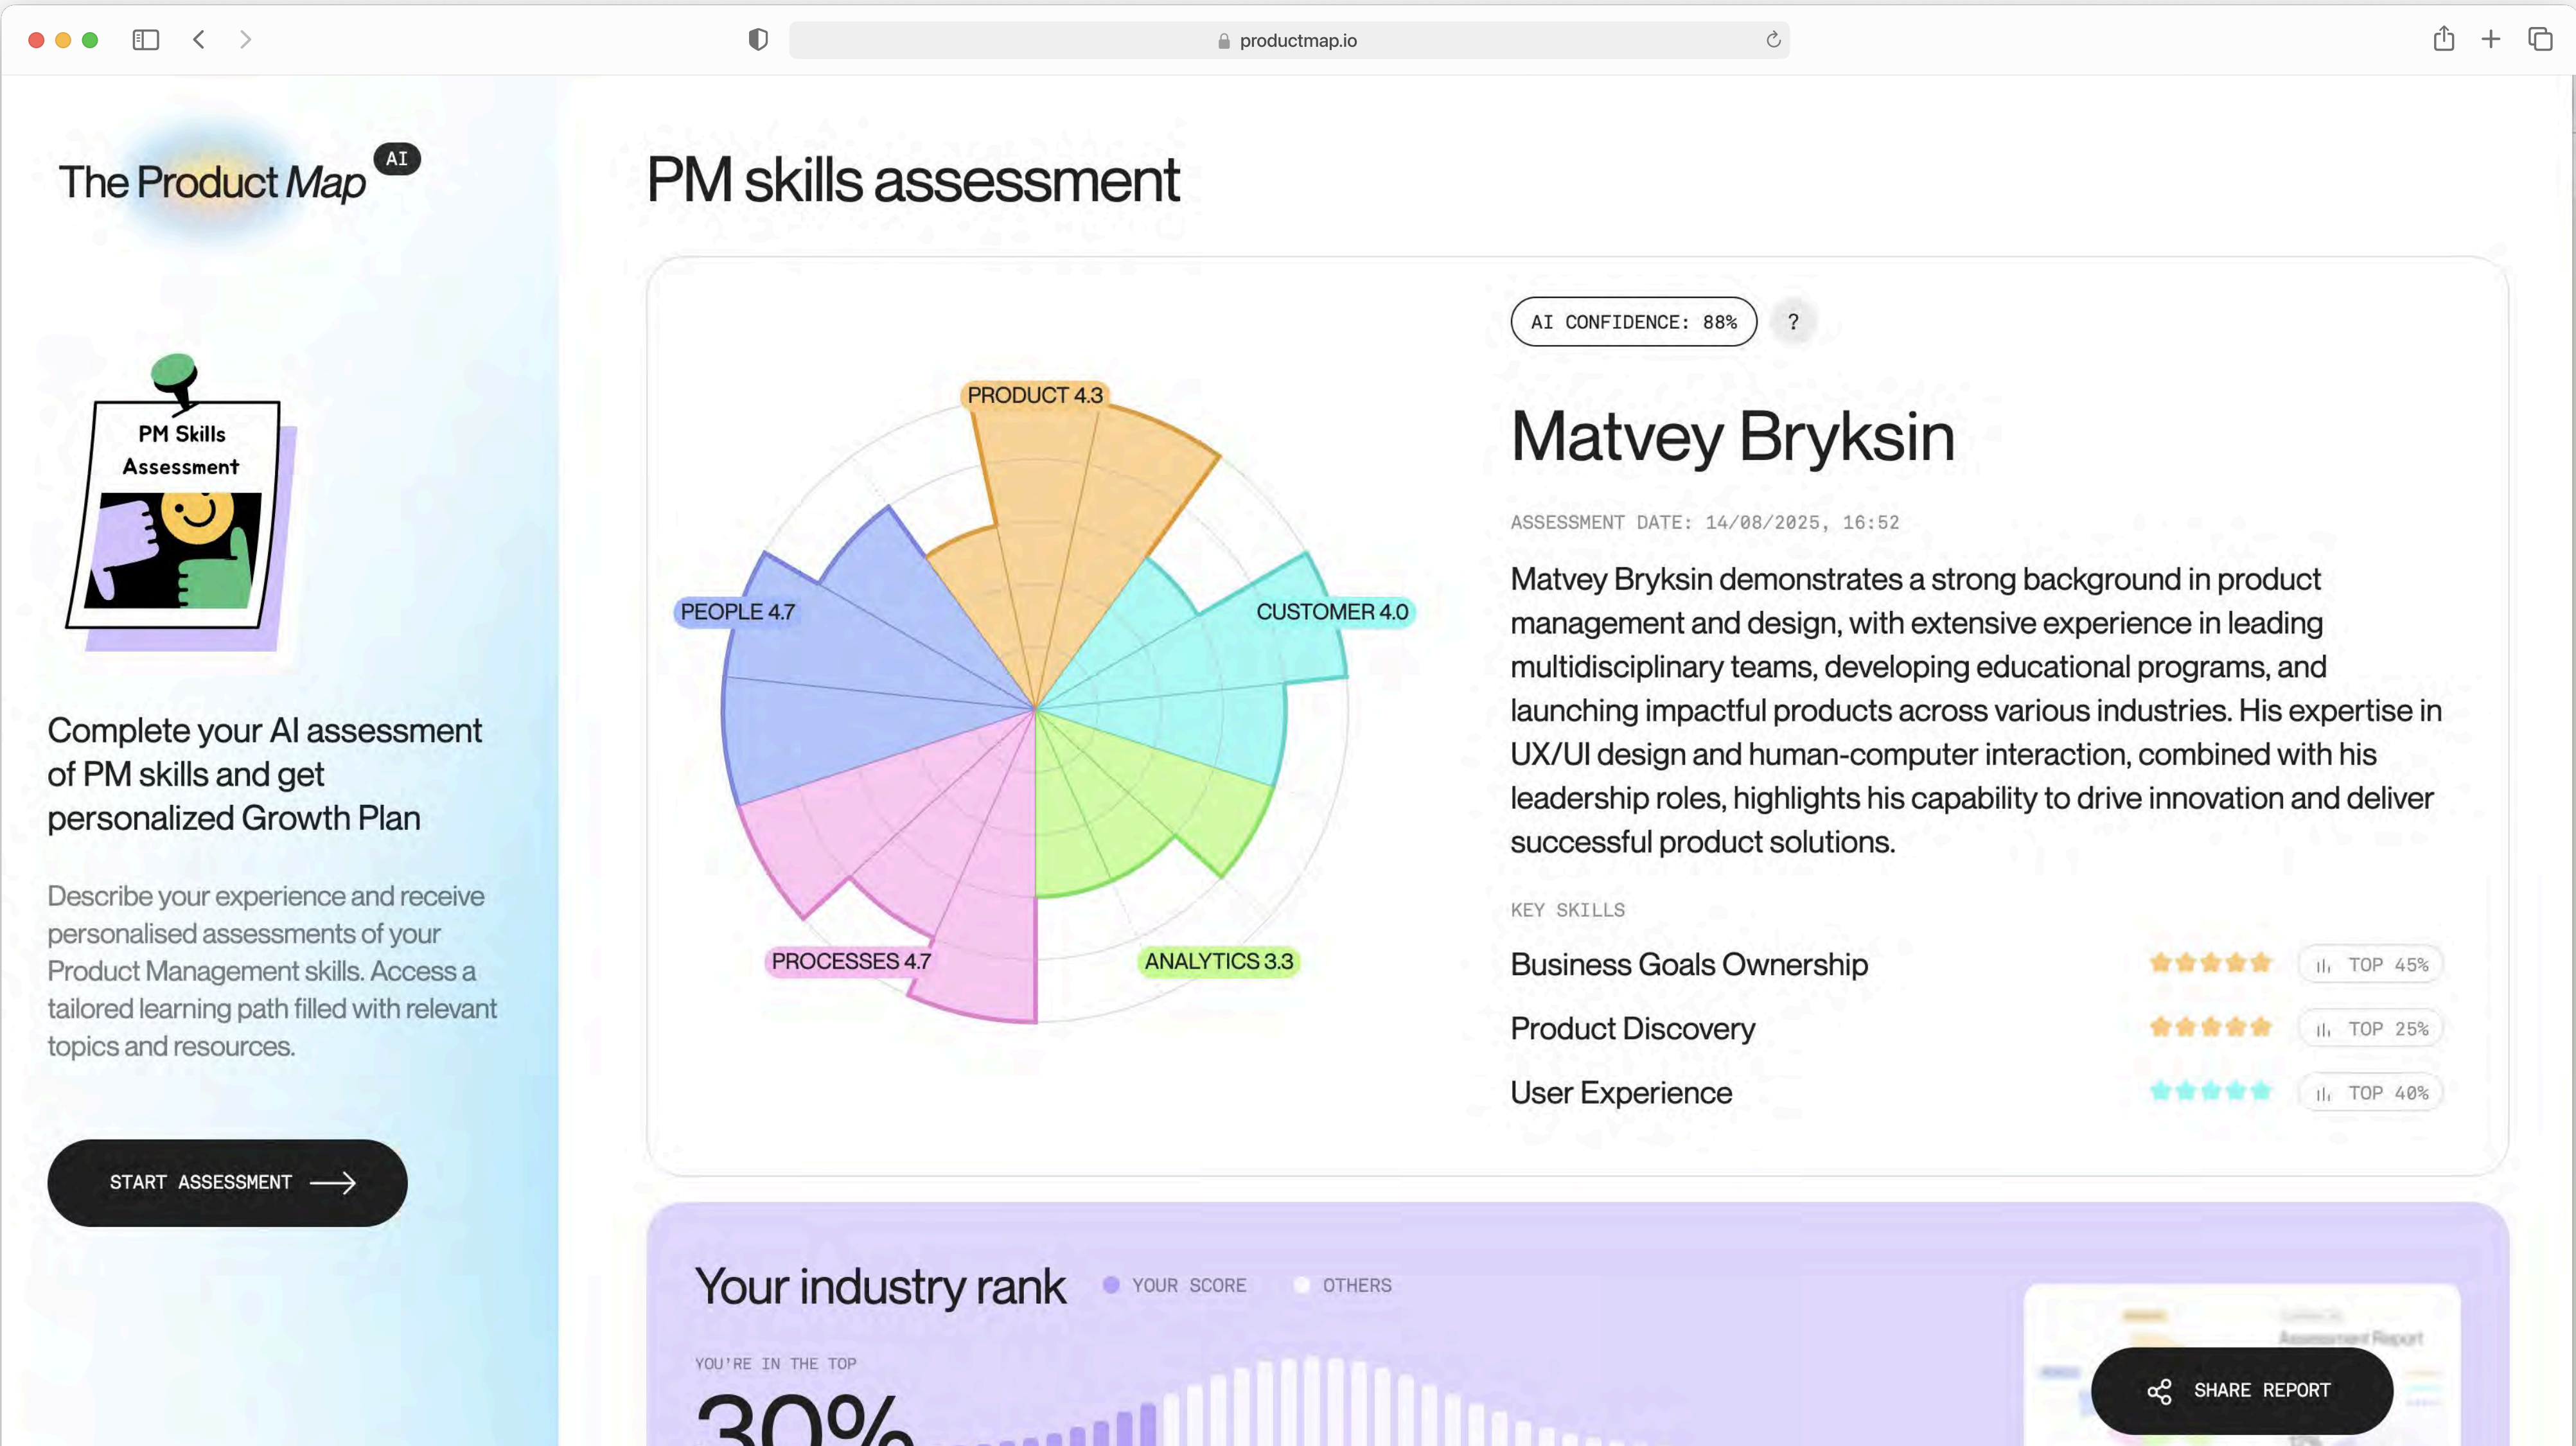 productmap.io
The Product Map AI
PM Skills
Assessment
Complete your AI assessment
of PM skills and get
personalized Growth Plan
Describe your experience and receive
personalised assessments of your
Product Management skills. Access a
tailored learning path filled with relevant
topics and resources.
START ASSESSMENT
PM skills assessment
PRODUCT 4.3
PEOPLE 4.7
CUSTOMER 4.0
PROCESSES 4.7
ANALYTICS 3.3
AI CONFIDENCE: 88% ?
Matvey Bryksin
ASSESSMENT DATE: 14/08/2025, 16:52
Matvey Bryksin demonstrates a strong background in product
management and design, with extensive experience in leading
multidisciplinary teams, developing educational programs, and
launching impactful products across various industries. His expertise in
UX/UI design and human-computer interaction, combined with his
leadership roles, highlights his capability to drive innovation and deliver
successful product solutions.
KEY SKILLS
Business Goals Ownership TOP 45%
Product Discovery TOP 25%
User Experience TOP 40%
Your industry rank YOUR SCORE OTHERS
YOU'RE IN THE TOP
30%
Assessment Report
SHARE REPORT